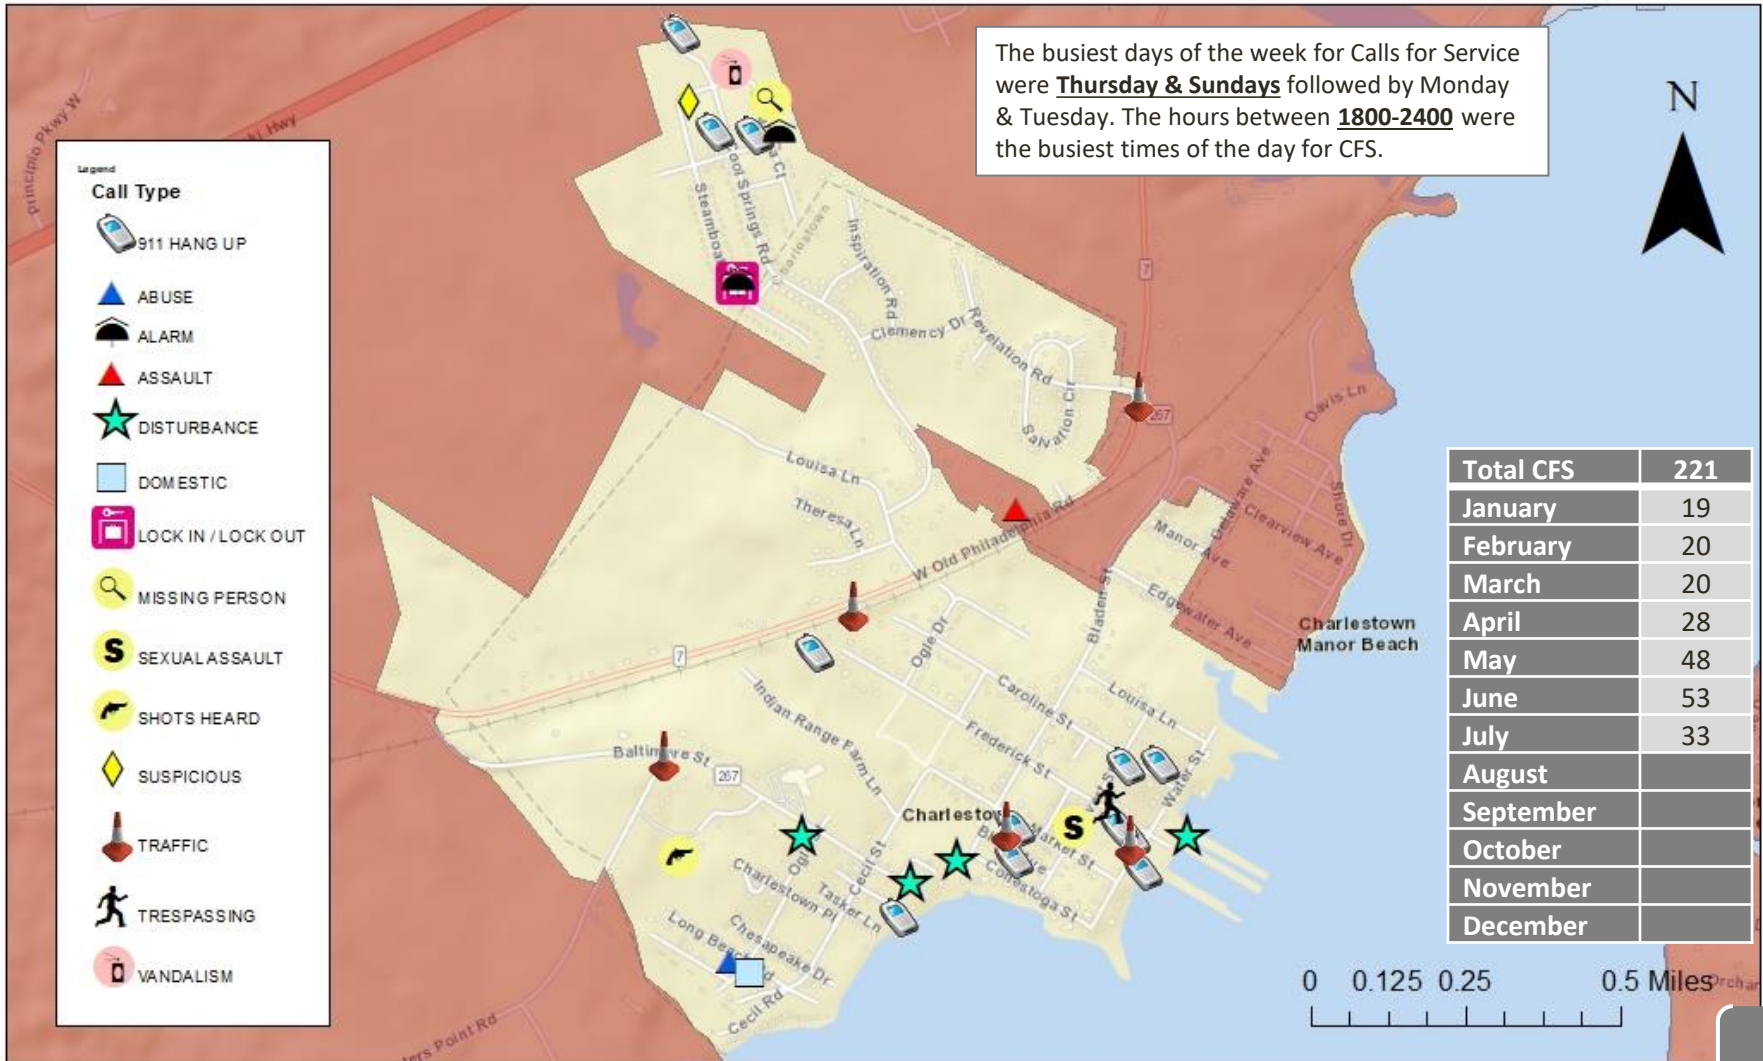 The busiest days of the week for Calls for Service
were Thursday & Sundays followed by Monday
& Tuesday. The hours between 1800-2400 were
the busiest times of the day for CFS.
N
Principio Pkwy W
Hwy
Legend
Call Type
911 HANG UP
ABUSE
ALARM
ASSAULT
DISTURBANCE
DOMESTIC
LOCK IN / LOCK OUT
MISSING PERSON
S
SEXUAL ASSAULT
SHOTS HEARD
SUSPICIOUS
TRAFFIC
TRESPASSING
VANDALISM
Ct
Springs Rd
Inspiration Rd
Clemency Dr
Revelation Rd
Salvation Cir
7
267
Davis Ln
Louisa Ln
Theresa Ln
W Old Philadelphia Rd
Delaware Ave
Clearview Ave
Shore Dr
Manor Ave
Edgewater Ave
Bladen St
Charlestown
Manor Beach
Ogle Dr
7
Caroline St
Louisa Ln
Indian Range Farm Ln
Frederick St
Water St
Baltimore St
267
S
Market St
Conestoga St
Cecil St
Charlestown Pl
Tasker Ln
Chesapeake Dr
Cecil Rd
Point Rd
Total CFS 221
January 19
February 20
March 20
April 28
May 48
June 53
July 33
August
September
October
November
December
0 0.125 0.25 0.5 Miles